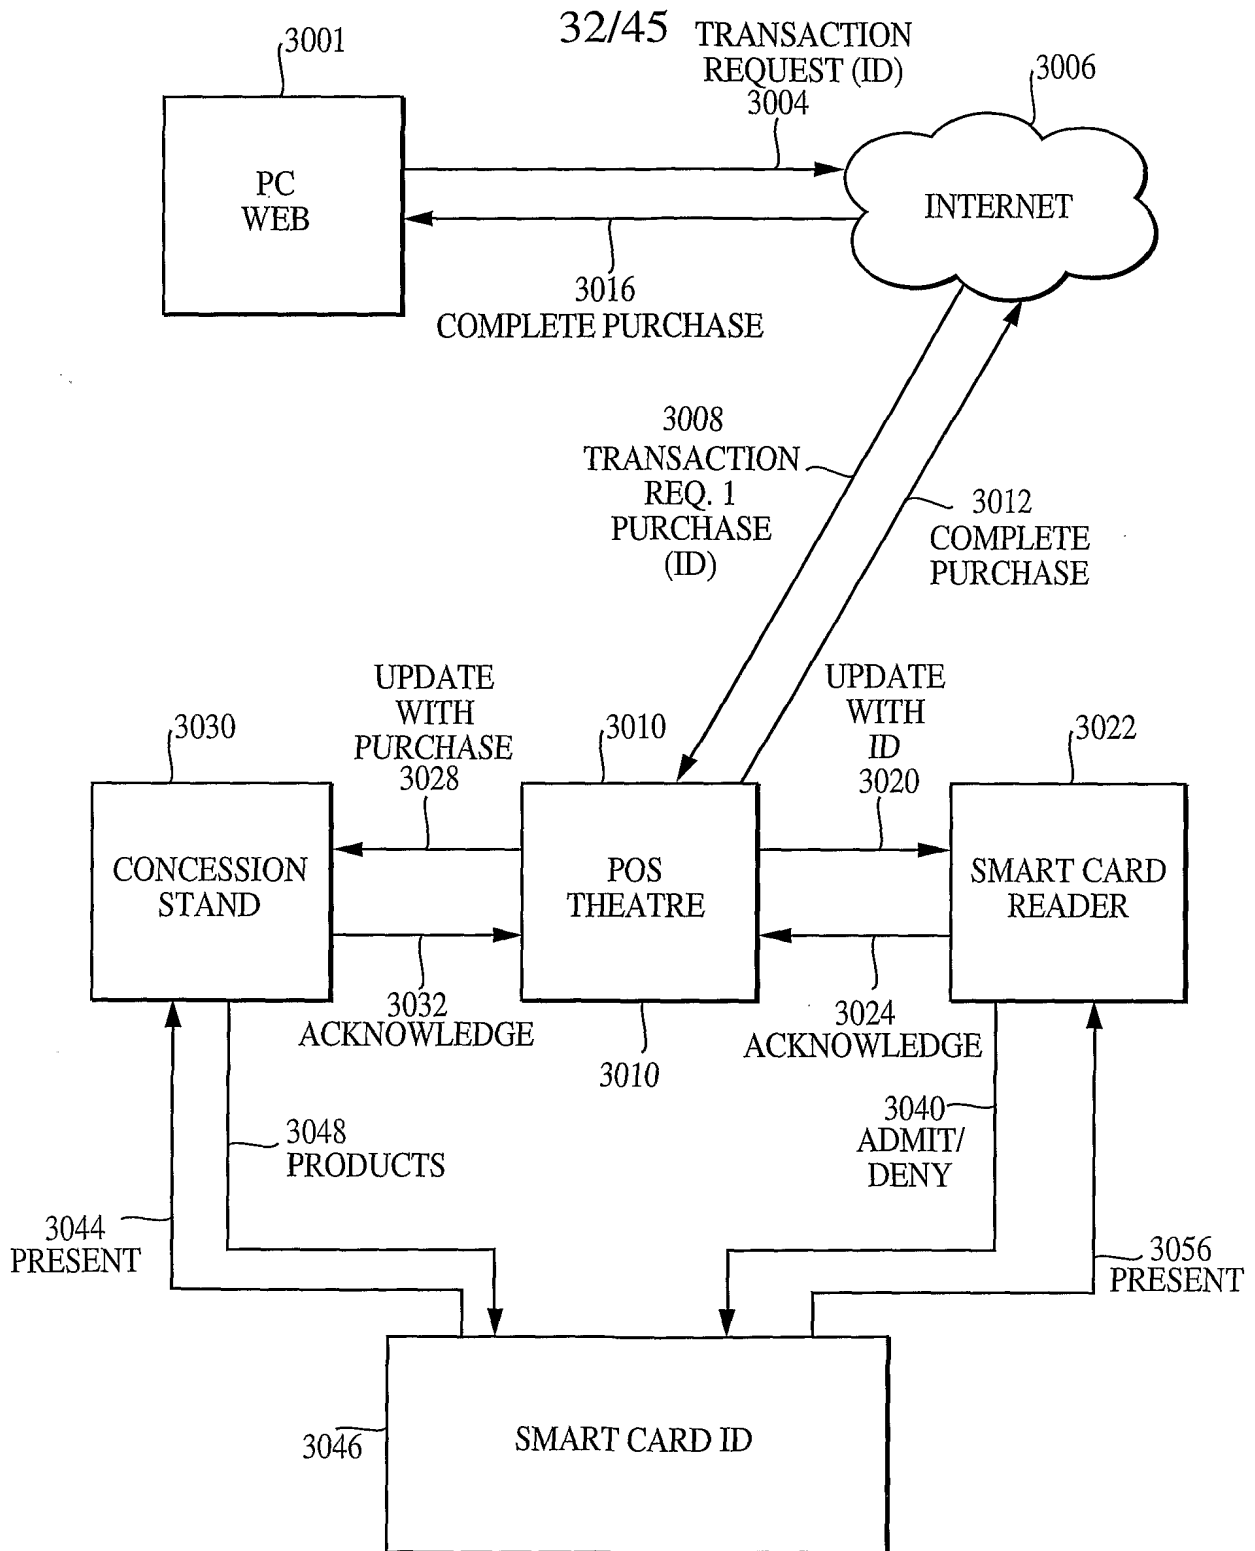 32/45
3001
TRANSACTION
REQUEST (ID)
3004
3006
PC
WEB
INTERNET
3016
COMPLETE PURCHASE
3008
TRANSACTION
REQ. 1
PURCHASE
(ID)
3012
COMPLETE
PURCHASE
UPDATE
WITH
PURCHASE
3028
UPDATE
WITH
ID
3020
3030
3010
3022
CONCESSION
STAND
POS
THEATRE
SMART CARD
READER
3032
ACKNOWLEDGE
3010
3024
ACKNOWLEDGE
3048
PRODUCTS
3040
ADMIT/
DENY
3044
PRESENT
3056
PRESENT
3046
SMART CARD ID